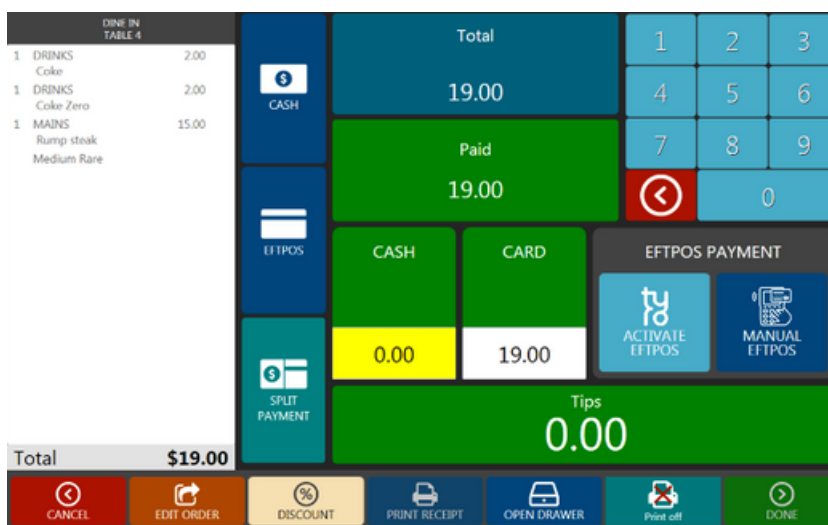 DINE IN
TABLE 4
1 DRINKS 2.00
Coke
1 DRINKS 2.00
Coke Zero
1 MAINS 15.00
Rump steak
Medium Rare
Total $19.00
CASH
EFTPOS
SPLIT
PAYMENT
Total
19.00
Paid
19.00
CASH
0.00
CARD
19.00
1 2 3
4 5 6
7 8 9
0
EFTPOS PAYMENT
tyro
ACTIVATE
EFTPOS
MANUAL
EFTPOS
Tips
0.00
CANCEL
EDIT ORDER
DISCOUNT
PRINT RECEIPT
OPEN DRAWER
Print off
DONE